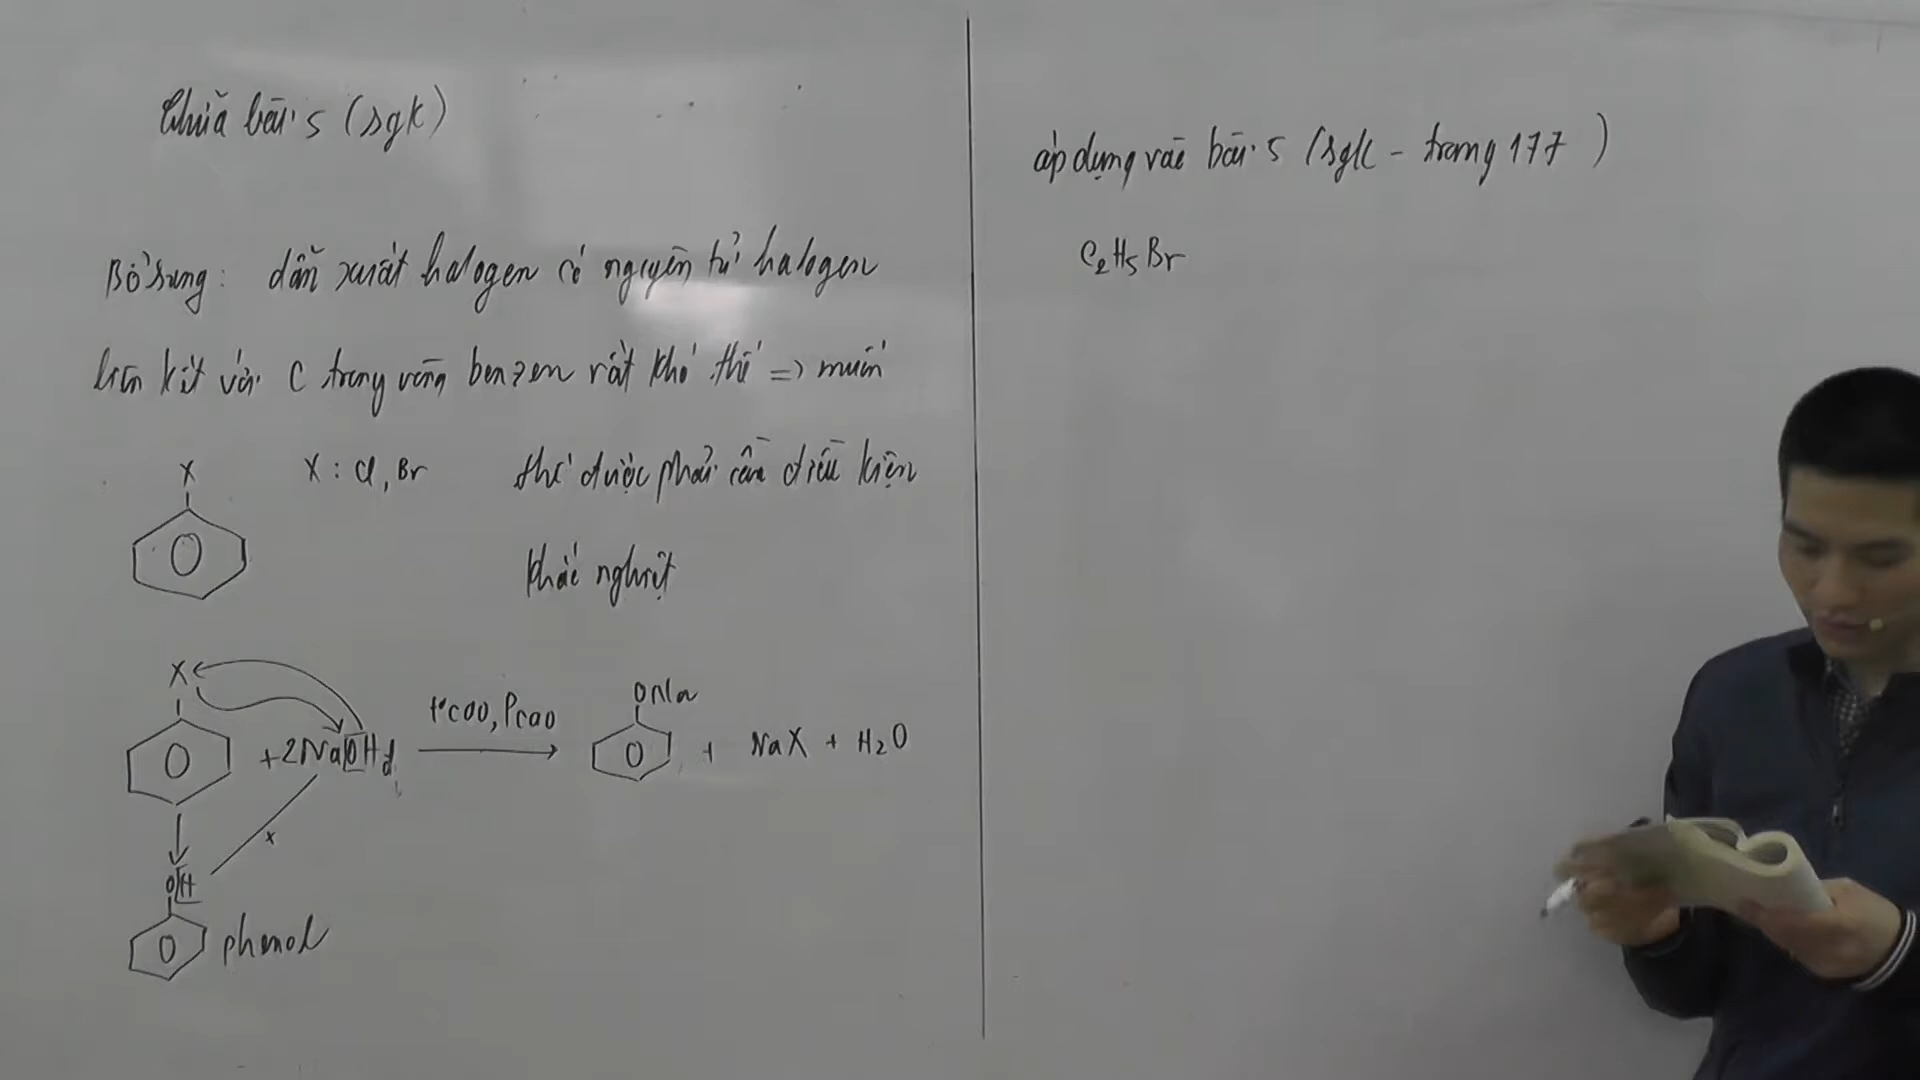 Chữa bài 5 (sgk)
Bổ sung: dẫn xuất halogen có nguyên tử halogen
liên kết với C trong vòng benzen rất khó thế => muốn
thế được phải cần điều kiện
khắc nghiệt
X
X : Cl, Br
X
+ 2NaOHđ
t°cao, Pcao
ONa
+ NaX + H₂O
x
OH
phenol
áp dụng vào bài 5 (sgk - trang 177)
C₂H₅Br